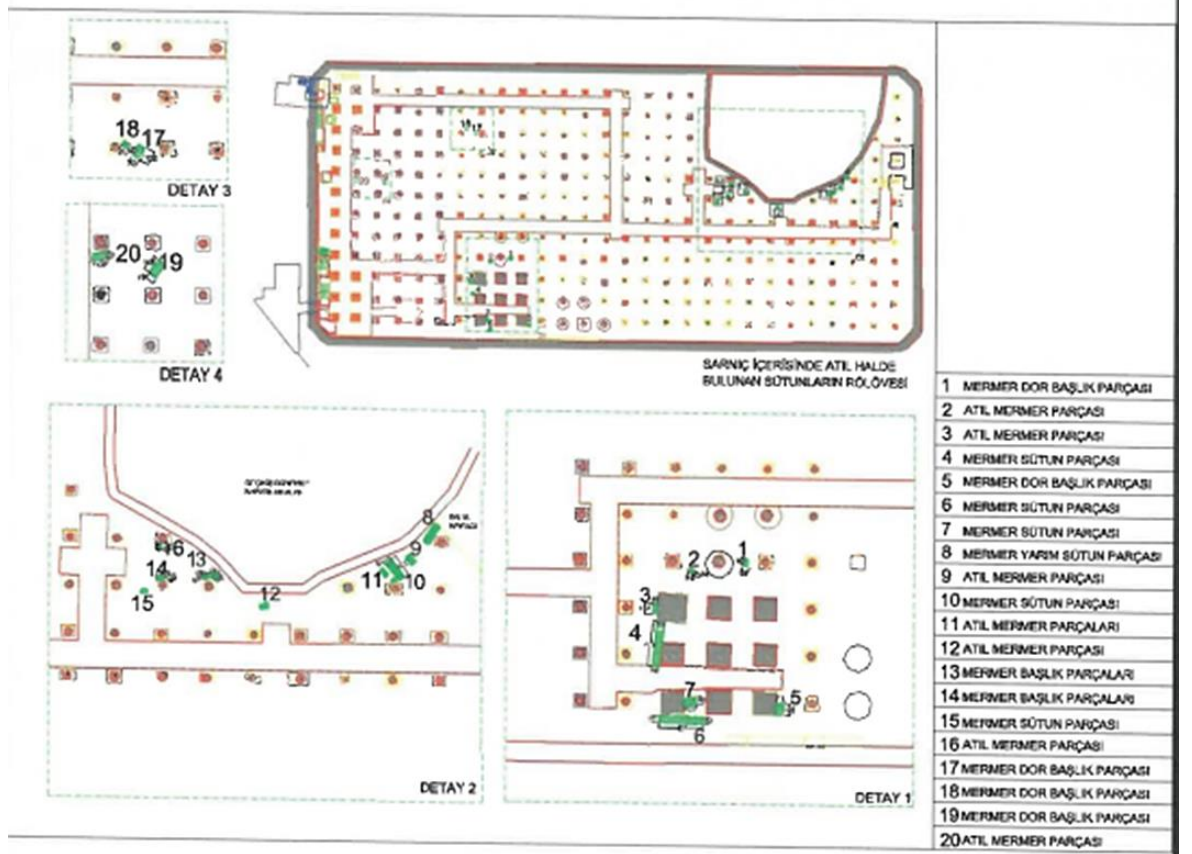 18
17
DETAY 3
20
19
DETAY 4
SARNIÇ İÇERİSİNDE ATIL HALDE
BULUNAN SÜTUNLARIN RÖLÖVESİ
8
6
13
9
14
11
10
15
12
DETAY 2
2
1
3
4
7
5
6
DETAY 1
1 MERMER DOR BAŞLIK PARÇASI
2 ATIL MERMER PARÇASI
3 ATIL MERMER PARÇASI
4 MERMER SÜTUN PARÇASI
5 MERMER DOR BAŞLIK PARÇASI
6 MERMER SÜTUN PARÇASI
7 MERMER SÜTUN PARÇASI
8 MERMER YARIM SÜTUN PARÇASI
9 ATIL MERMER PARÇASI
10 MERMER SÜTUN PARÇASI
11 ATIL MERMER PARÇALARI
12 ATIL MERMER PARÇASI
13 MERMER BAŞLIK PARÇALARI
14 MERMER BAŞLIK PARÇALARI
15 MERMER SÜTUN PARÇASI
16 ATIL MERMER PARÇASI
17 MERMER DOR BAŞLIK PARÇASI
18 MERMER DOR BAŞLIK PARÇASI
19 MERMER DOR BAŞLIK PARÇASI
20 ATIL MERMER PARÇASI